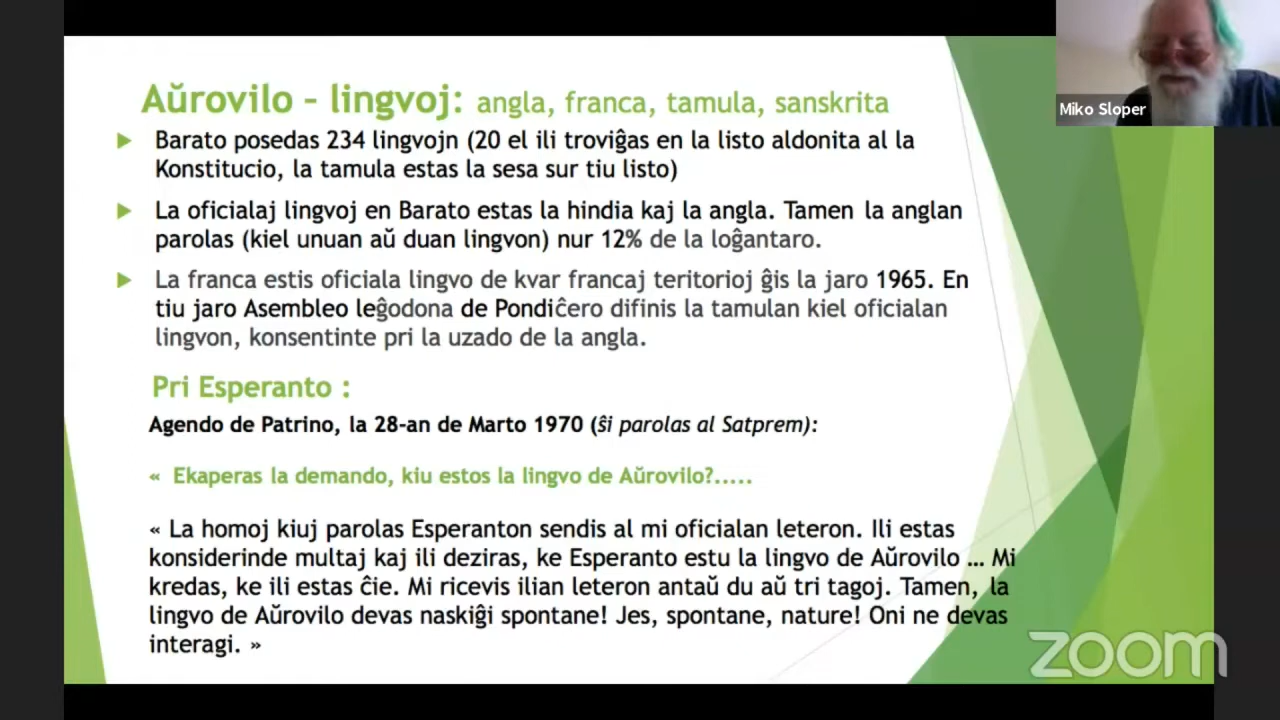 Aŭrovilo – lingvoj: angla, franca, tamula, sanskrita
Barato posedas 234 lingvojn (20 el ili troviĝas en la listo aldonita al la
Konstitucio, la tamula estas la sesa sur tiu listo)
La oficialaj lingvoj en Barato estas la hindia kaj la angla. Tamen la anglan
parolas (kiel unuan aŭ duan lingvon) nur 12% de la loĝantaro.
La franca estis oficiala lingvo de kvar francaj teritorioj ĝis la jaro 1965. En
tiu jaro Asembleo leĝodona de Pondiĉero difinis la tamulan kiel oficialan
lingvon, konsentinte pri la uzado de la angla.
Pri Esperanto :
Agendo de Patrino, la 28-an de Marto 1970 (ŝi parolas al Satprem):
« Ekaperas la demando, kiu estos la lingvo de Aŭrovilo?.....
« La homoj kiuj parolas Esperanton sendis al mi oficialan leteron. Ili estas
konsiderinde multaj kaj ili deziras, ke Esperanto estu la lingvo de Aŭrovilo … Mi
kredas, ke ili estas ĉie. Mi ricevis ilian leteron antaŭ du aŭ tri tagoj. Tamen, la
lingvo de Aŭrovilo devas naskiĝi spontane! Jes, spontane, nature! Oni ne devas
interagi. »
Miko Sloper
zoom